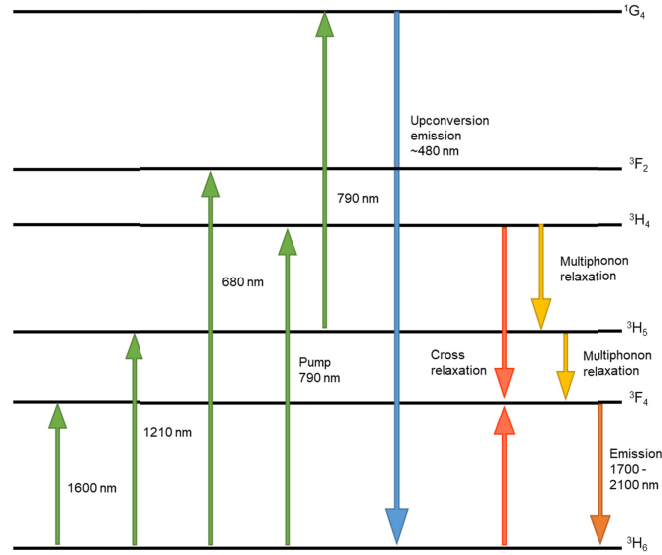 ¹G₄
Upconversion
emission
~480 nm
³F₂
790 nm
³H₄
680 nm
Multiphonon
relaxation
³H₅
Pump
790 nm
Cross
relaxation
Multiphonon
relaxation
³F₄
1210 nm
1600 nm
Emission
1700 -
2100 nm
³H₆